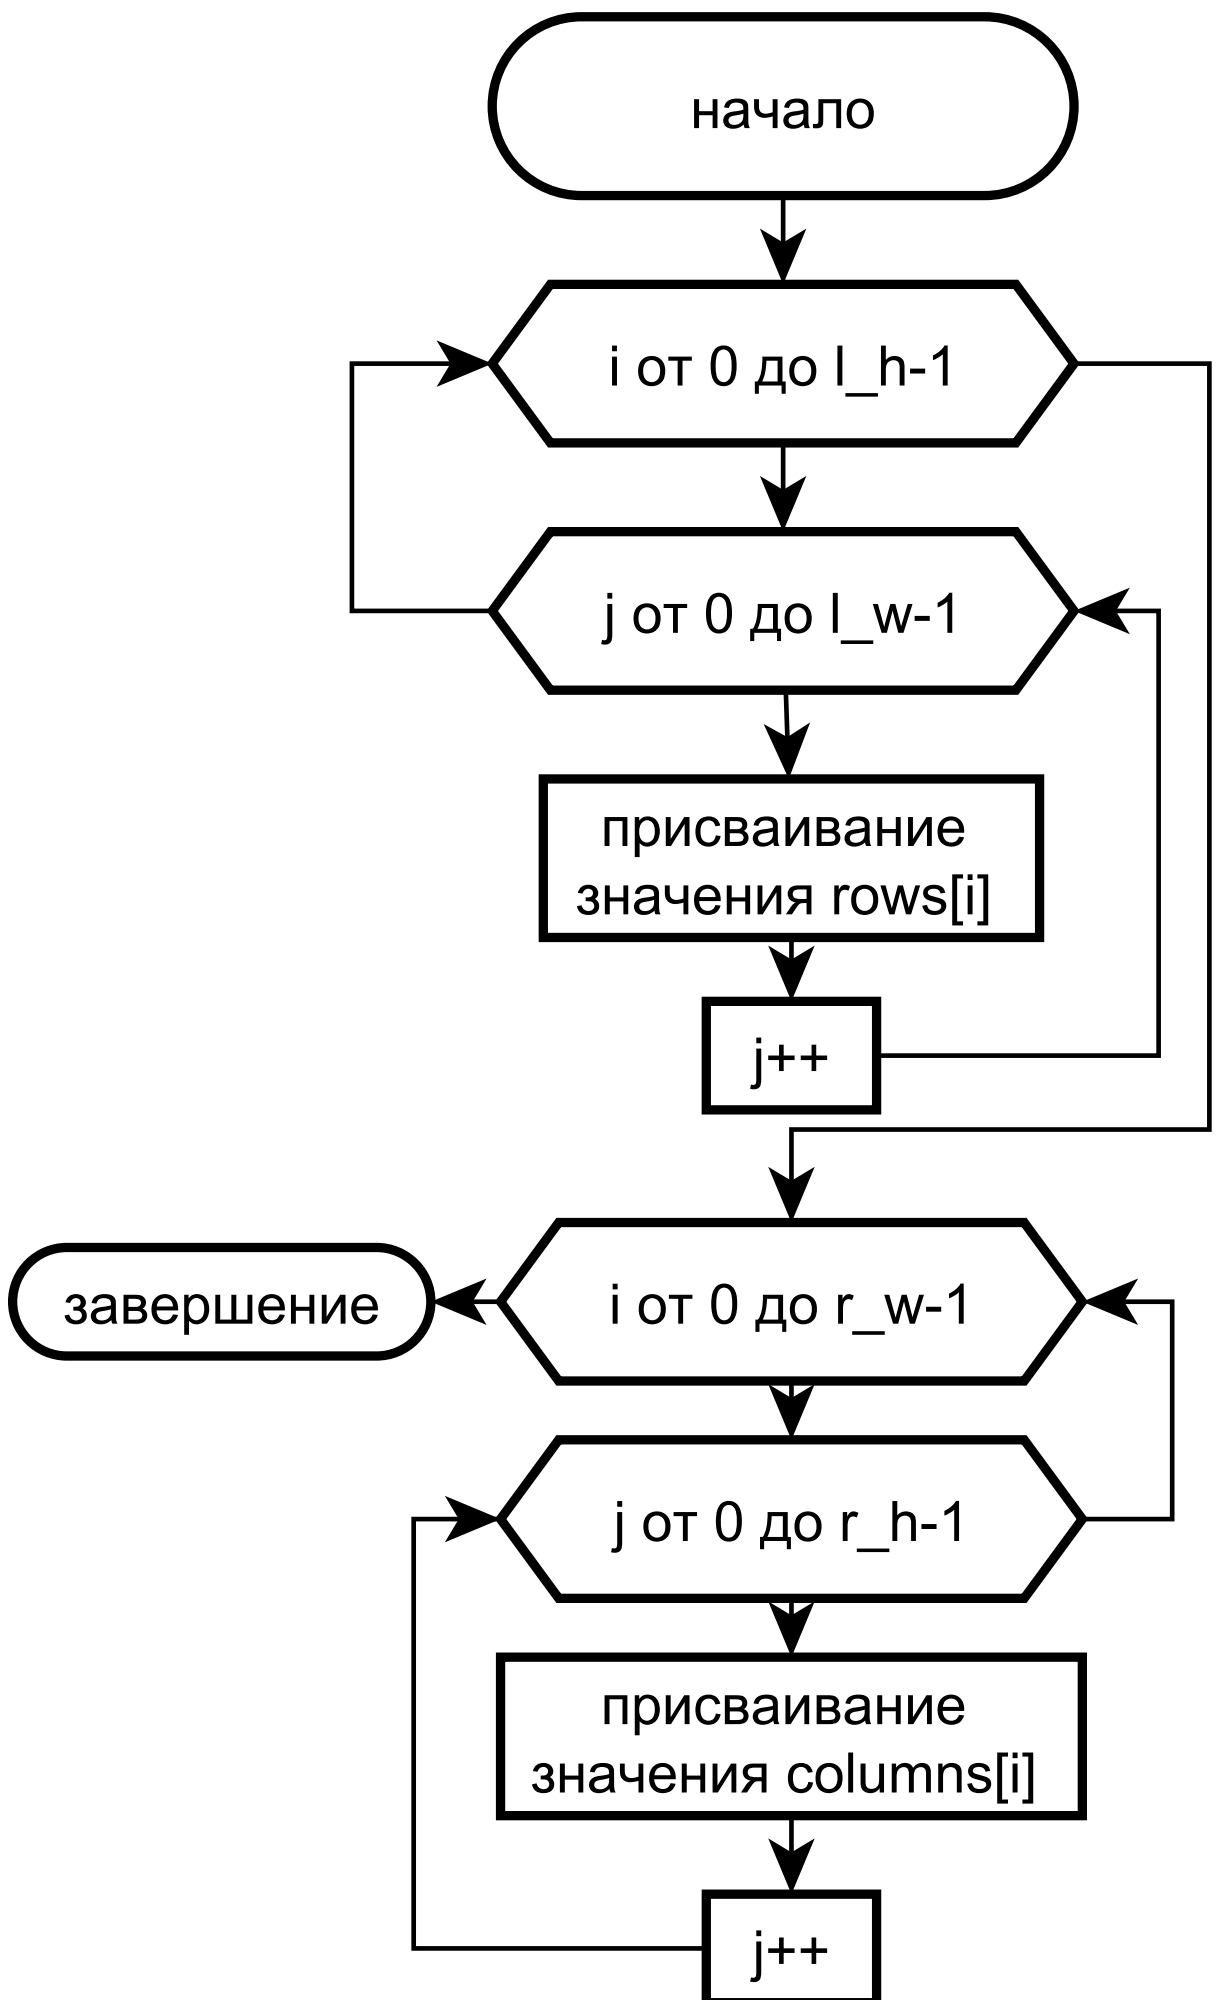 начало
i от 0 до l_h-1
j от 0 до l_w-1
присваивание
значения rows[i]
j++
завершение
i от 0 до r_w-1
j от 0 до r_h-1
присваивание
значения columns[i]
j++